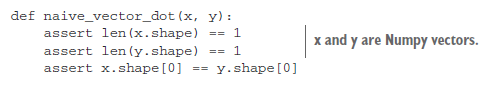 def naive_vector_dot(x, y):
    assert len(x.shape) == 1
    assert len(y.shape) == 1
    assert x.shape[0] == y.shape[0]
x and y are Numpy vectors.